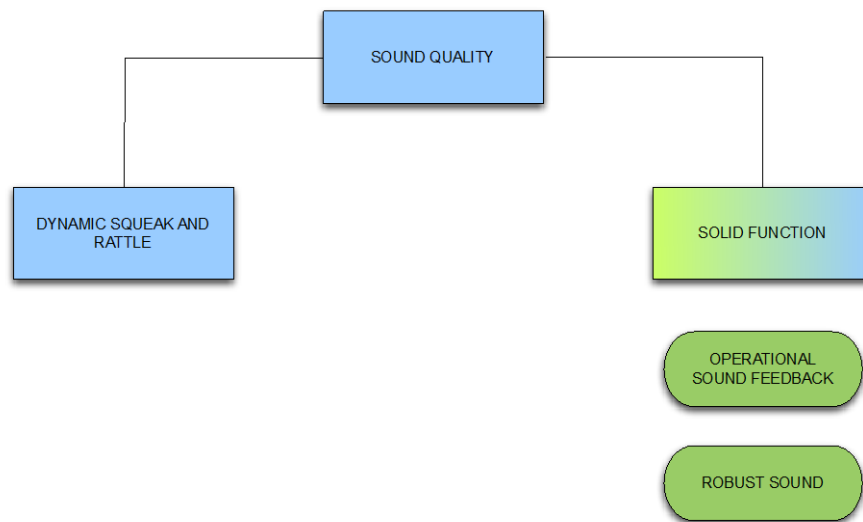 SOUND QUALITY
DYNAMIC SQUEAK AND
RATTLE
SOLID FUNCTION
OPERATIONAL
SOUND FEEDBACK
ROBUST SOUND